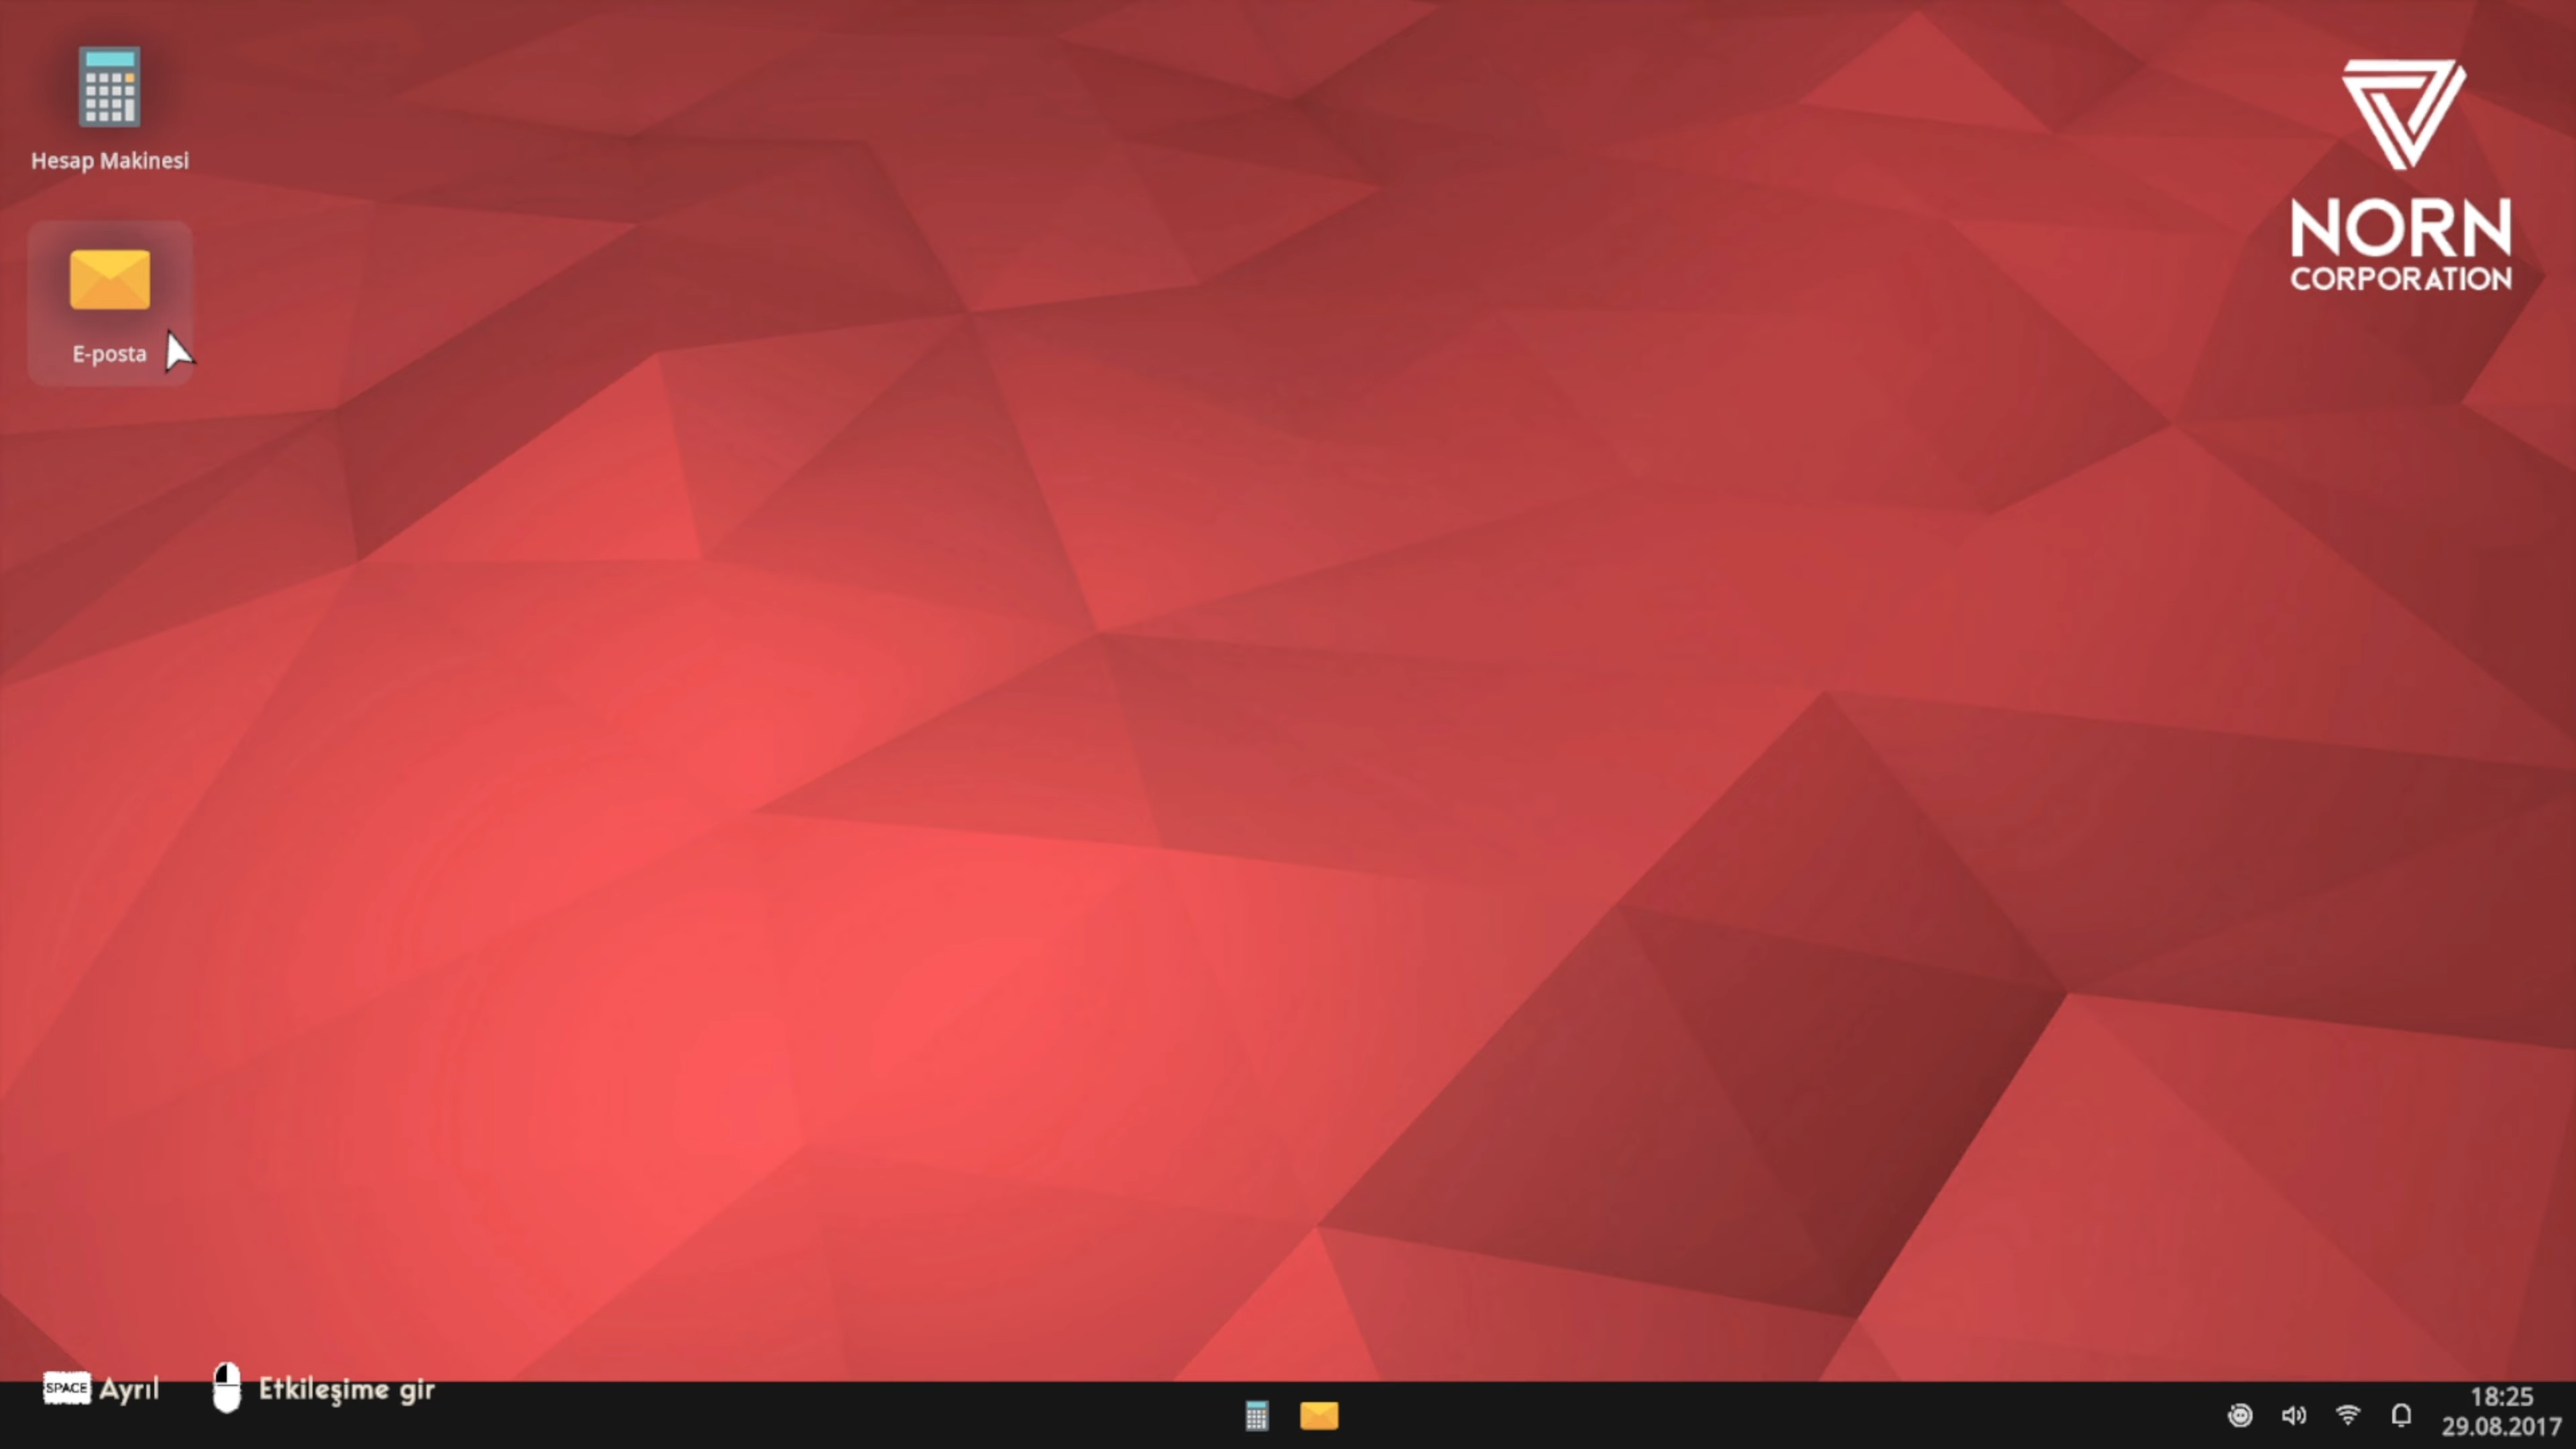 Hesap Makinesi
E-posta
NORN
CORPORATION
SPACE Ayrıl
Etkileşime gir
18:25
29.08.2017